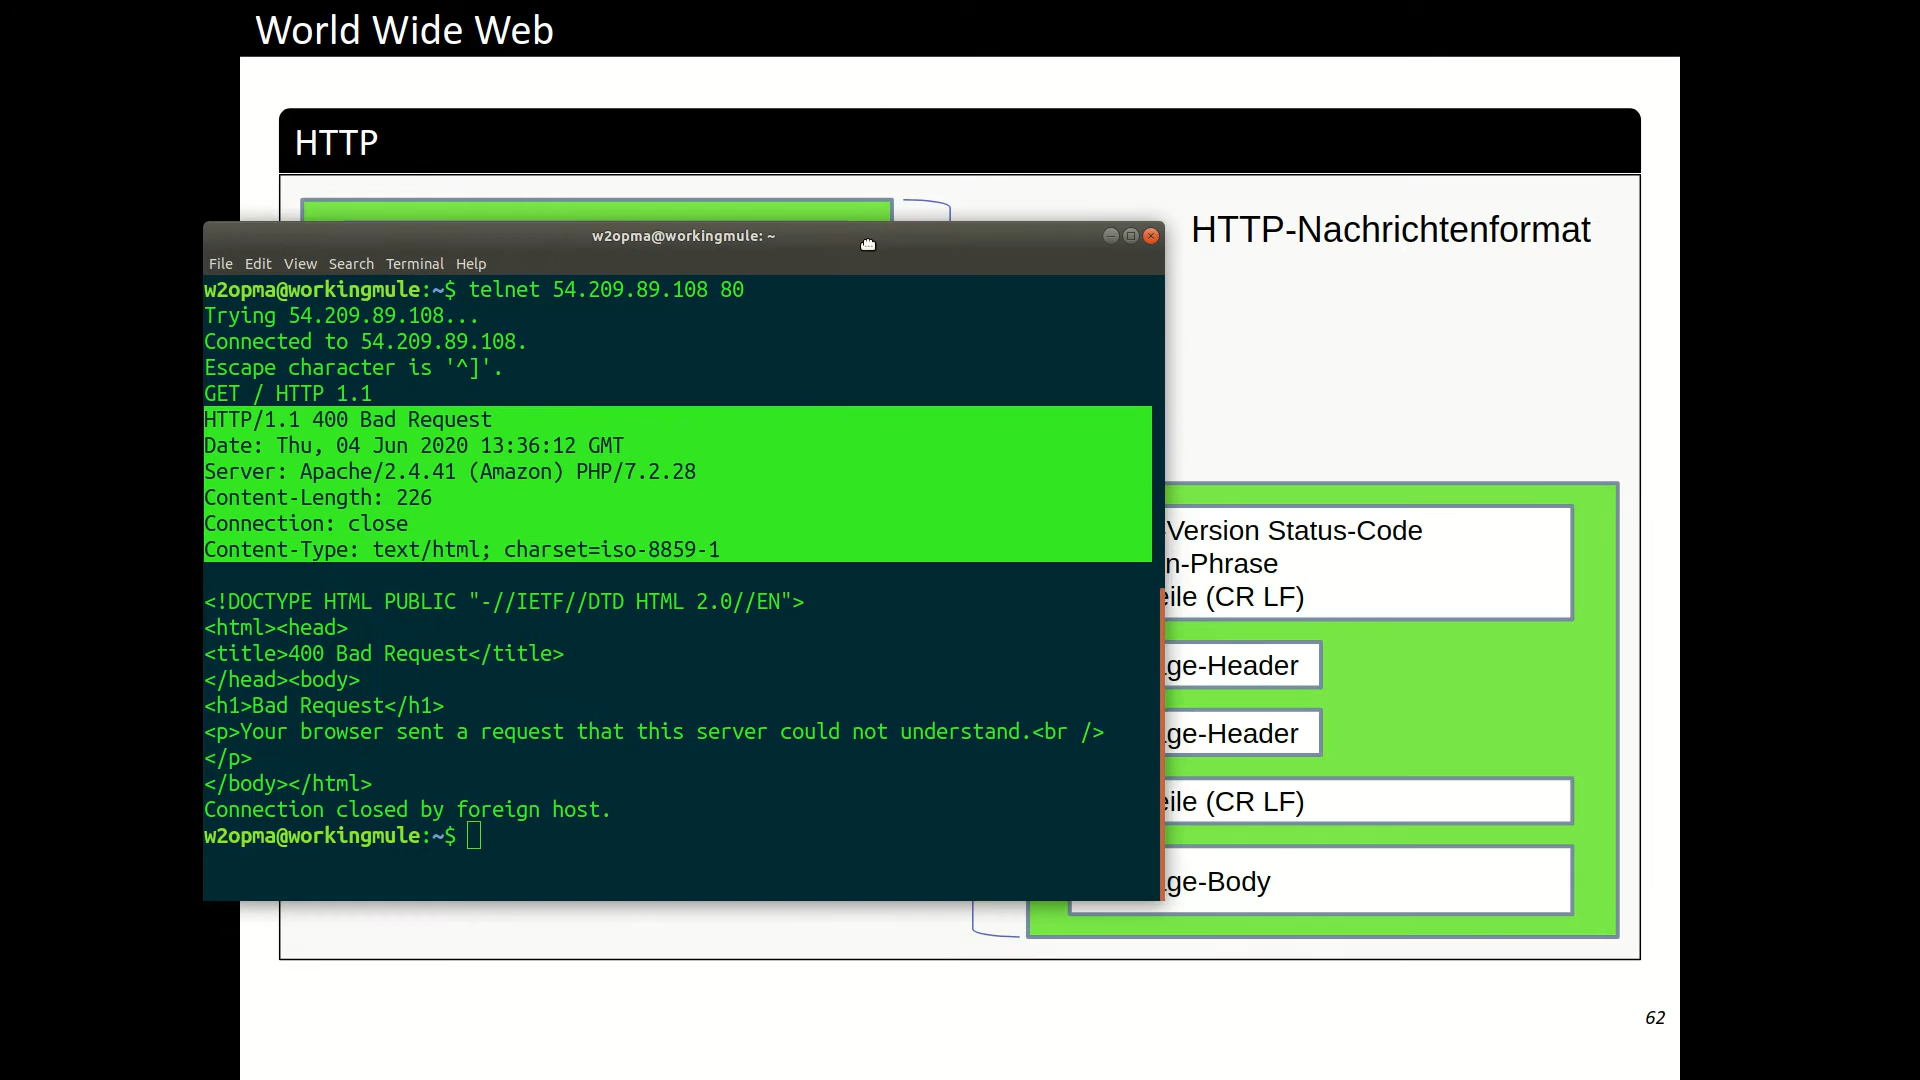 World Wide Web
HTTP
HTTP-Nachrichtenformat
w2opma@workingmule: ~
File Edit View Search Terminal Help
w2opma@workingmule:~$ telnet 54.209.89.108 80
Trying 54.209.89.108...
Connected to 54.209.89.108.
Escape character is '^]'.
GET / HTTP 1.1
HTTP/1.1 400 Bad Request
Date: Thu, 04 Jun 2020 13:36:12 GMT
Server: Apache/2.4.41 (Amazon) PHP/7.2.28
Content-Length: 226
Connection: close
Content-Type: text/html; charset=iso-8859-1
<!DOCTYPE HTML PUBLIC "-//IETF//DTD HTML 2.0//EN">
<html><head>
<title>400 Bad Request</title>
</head><body>
<h1>Bad Request</h1>
<p>Your browser sent a request that this server could not understand.<br />
</p>
</body></html>
Connection closed by foreign host.
w2opma@workingmule:~$
-Version Status-Code
n-Phrase
eile (CR LF)
age-Header
age-Header
eile (CR LF)
age-Body
62